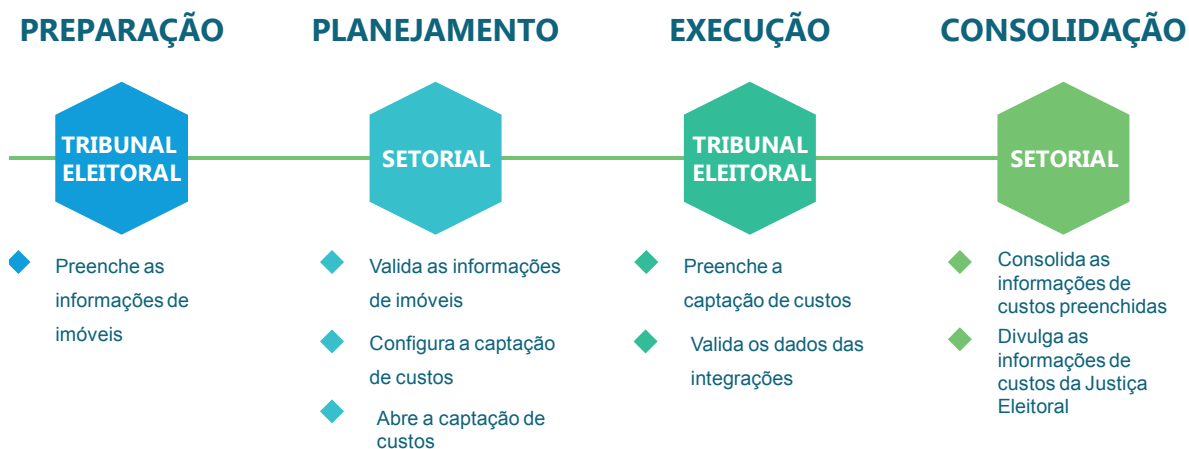 PREPARAÇÃO
TRIBUNAL
ELEITORAL
Preenche as
informações de
imóveis
PLANEJAMENTO
SETORIAL
Valida as informações
de imóveis
Configura a captação
de custos
Abre a captação de
custos
EXECUÇÃO
TRIBUNAL
ELEITORAL
Preenche a
captação de custos
Valida os dados das
integrações
CONSOLIDAÇÃO
SETORIAL
Consolida as
informações de
custos preenchidas
Divulga as
informações de
custos da Justiça
Eleitoral